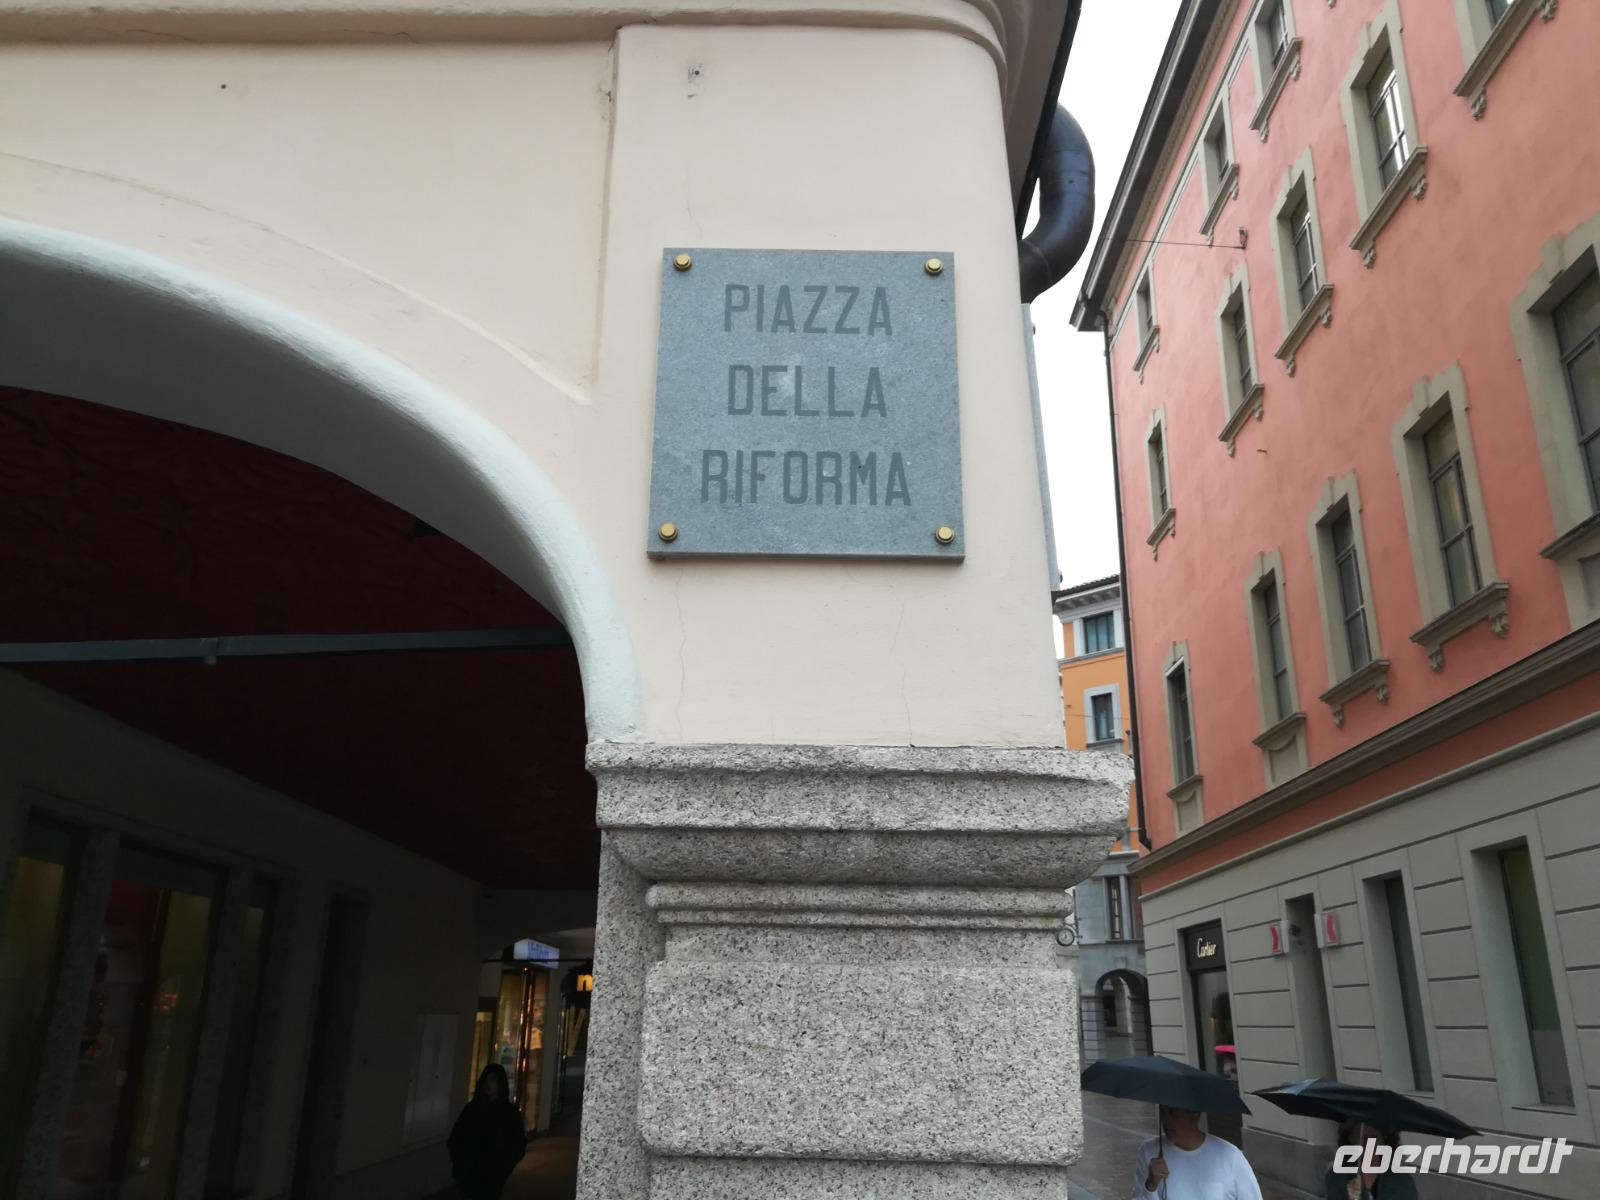 PIAZZA
DELLA
RIFORMA
Cartier
eberhardt